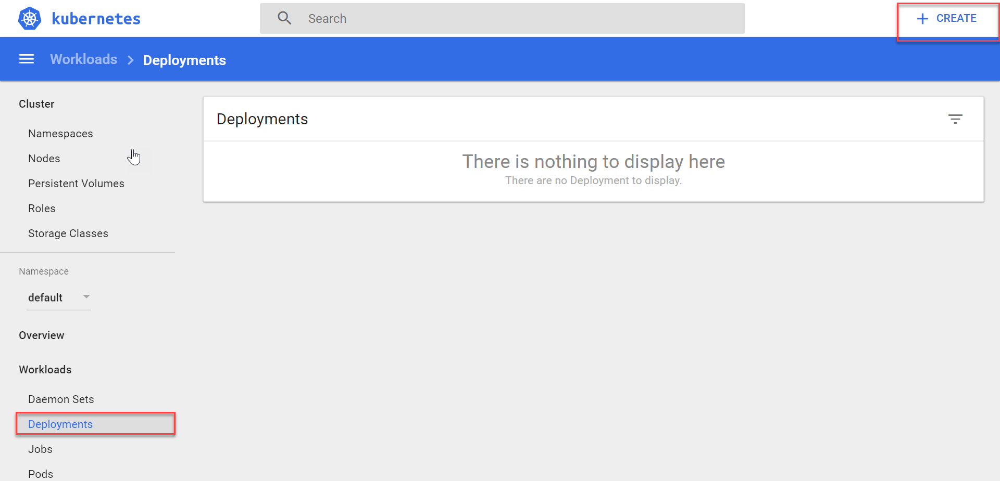 kubernetes
Search
CREATE
Workloads > Deployments
Cluster
Namespaces
Nodes
Persistent Volumes
Roles
Storage Classes
Namespace
default
Overview
Workloads
Daemon Sets
Deployments
Jobs
Pods
Deployments
There is nothing to display here
There are no Deployment to display.